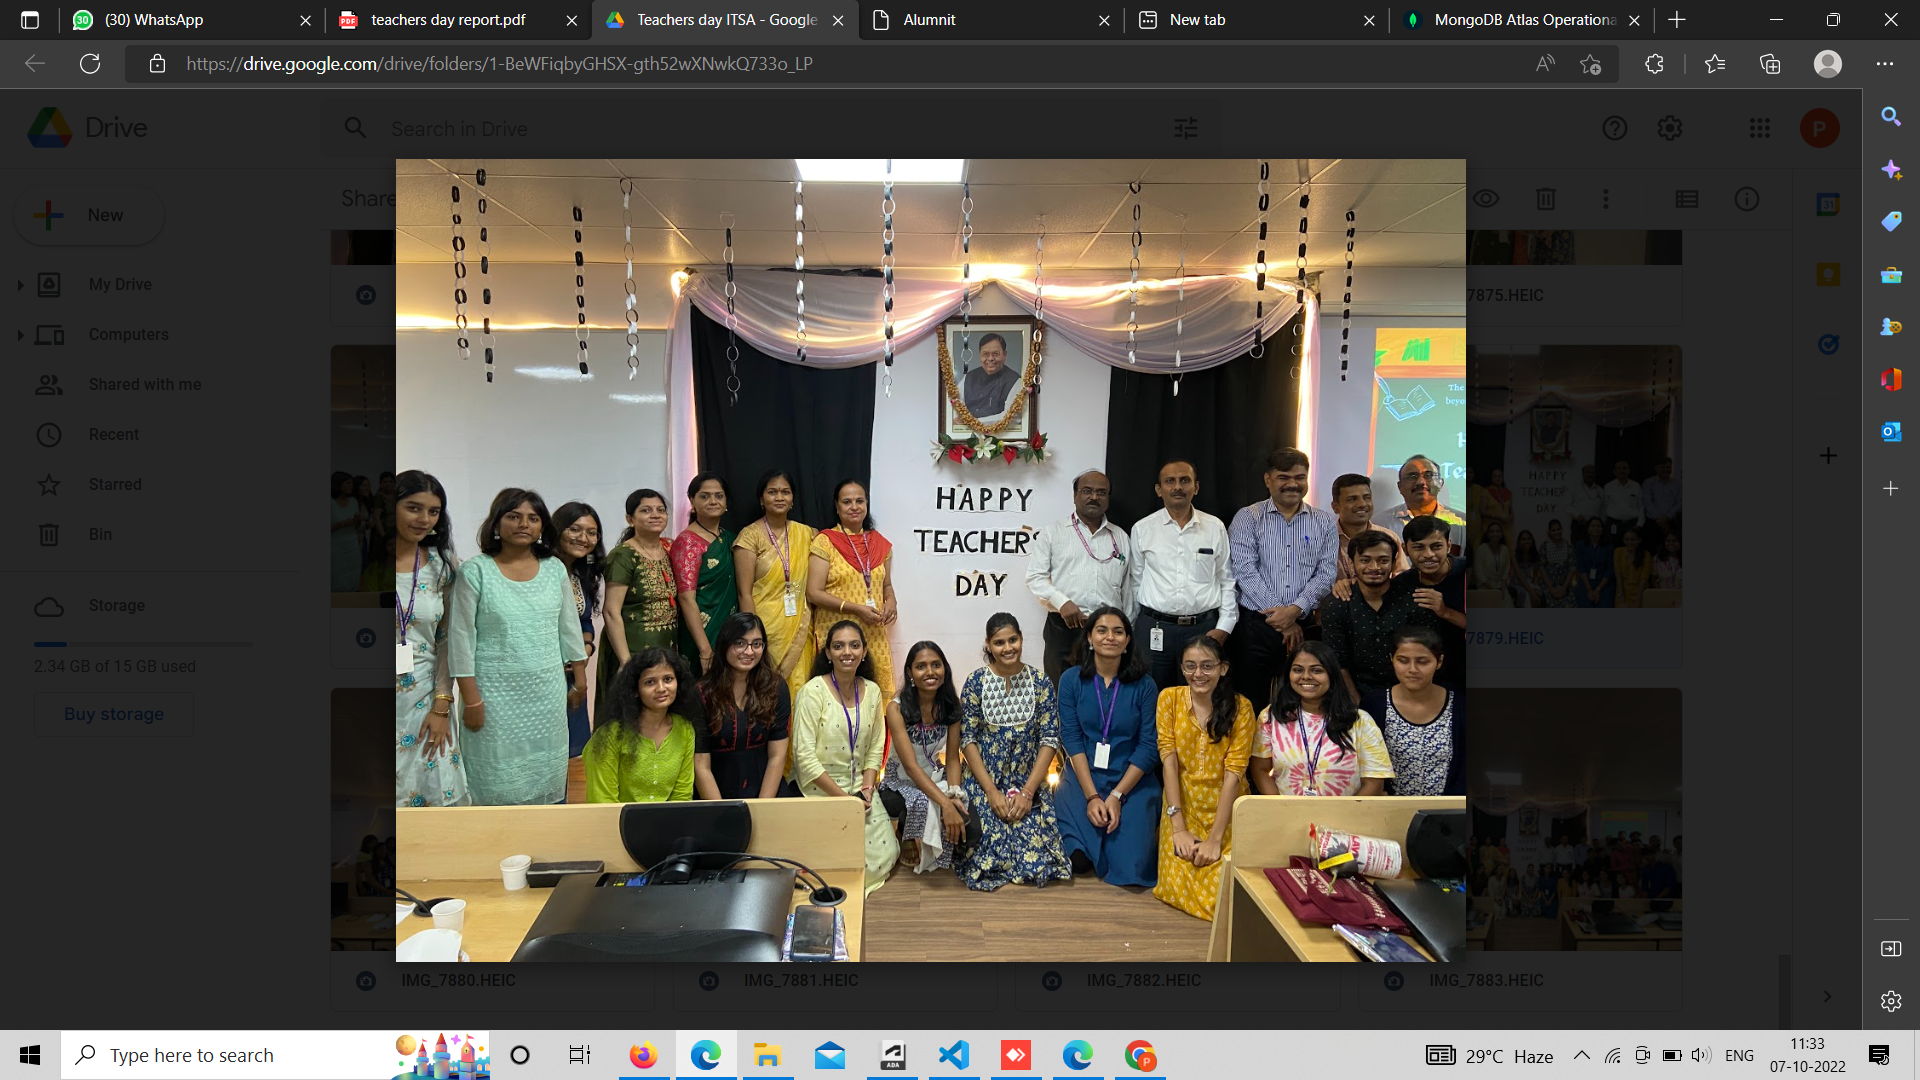 (30) WhatsApp
teachers day report.pdf
Teachers day ITSA - Google
Alumnit
New tab
MongoDB Atlas Operationa
https://drive.google.com/drive/folders/1-BeWFiqbyGHSX-gth52wXNwkQ733o_LP
Drive
Search in Drive
P
New
Share
My Drive
Computers
Shared with me
Recent
Starred
Bin
Storage
2.34 GB of 15 GB used
Buy storage
7875.HEIC
7879.HEIC
HAPPY
TEACHER'
DAY
The
beyo
H
Tea
IMG_7880.HEIC
IMG_7881.HEIC
IMG_7882.HEIC
IMG_7883.HEIC
Type here to search
29°C Haze
ENG
11:33
07-10-2022